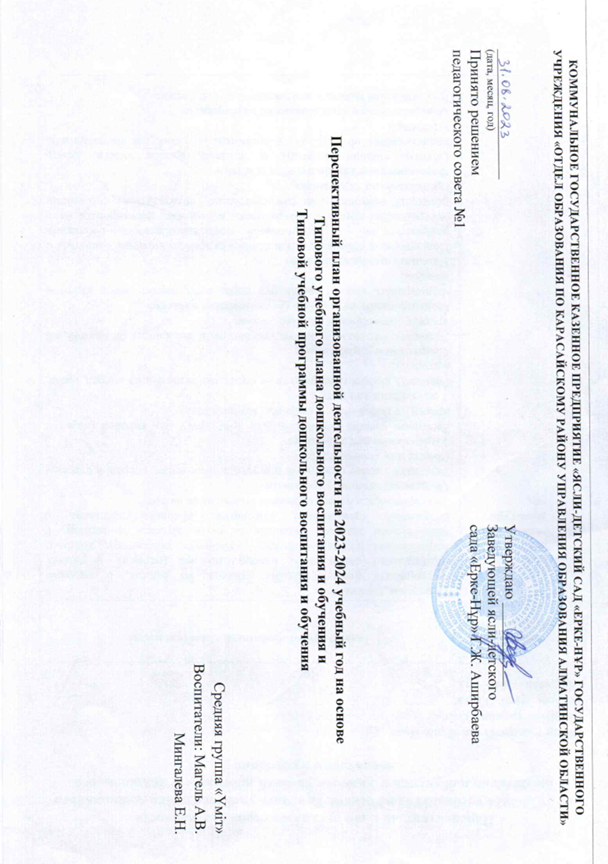 КОММУНАЛЬНОЕ ГОСУДАРСТВЕННОЕ КАЗЕННОЕ ПРЕДПРИЯТИЕ «ЯСЛИ-ДЕТСКИЙ САД «ЕРКЕ-НҰР» ГОСУДАРСТВЕННОГО
УЧРЕЖДЕНИЯ «ОТДЕЛ ОБРАЗОВАНИЯ ПО КАРАСАЙСКОМУ РАЙОНУ УПРАВЛЕНИЯ ОБРАЗОВАНИЯ АЛМАТИНСКОЙ ОБЛАСТИ»
31.08.2023
(дата, месяц, год)
Принято решением
педагогического совета №1
Утверждаю
Заведующей ясли-детского
сада «Ерке-Нұр» Г.Ж. Аширбаева
Перспективный план организованной деятельности на 2023-2024 учебный год на основе
Типового учебного плана дошкольного воспитания и обучения и
Типовой учебной программы дошкольного воспитания и обучения
Средняя группа «Үміт»
Воспитатели: Магель А.В.
Мингалева Е.Н.